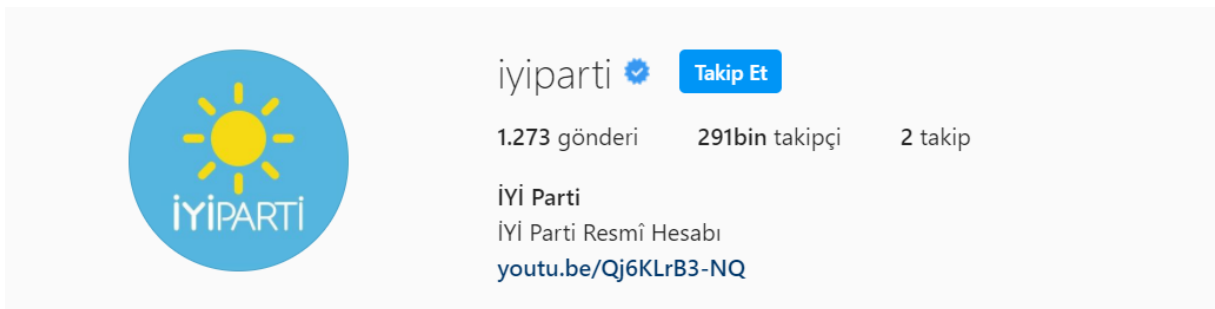 İYİPARTİ
iyiparti Takip Et
1.273 gönderi 291bin takipçi 2 takip
İYİ Parti
İYİ Parti Resmî Hesabı
youtu.be/Qj6KLrB3-NQ